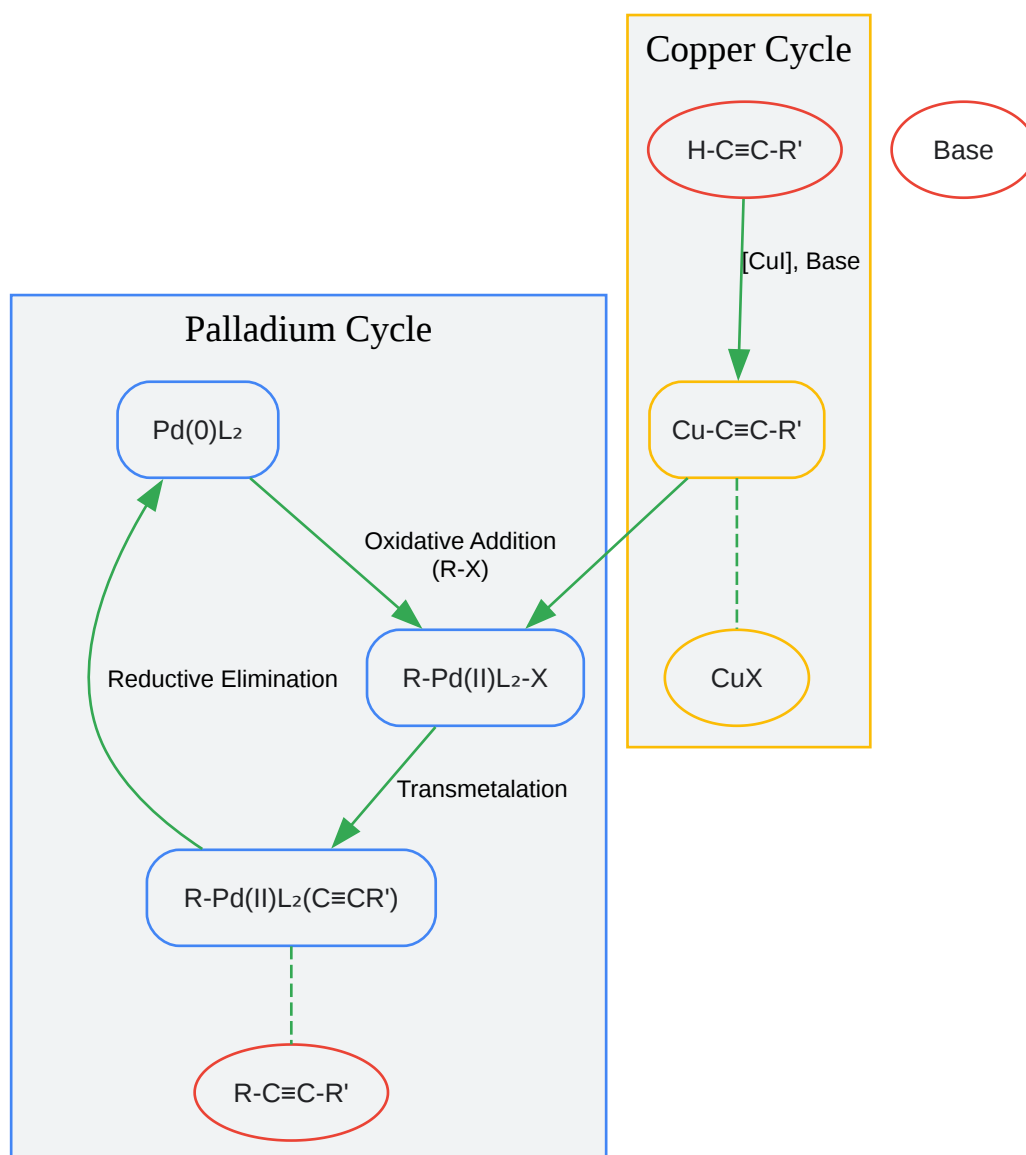 Copper Cycle
H-C≡C-R'
Base
[CuI], Base
Palladium Cycle
Pd(0)L₂
Cu-C≡C-R'
Oxidative Addition
(R-X)
Reductive Elimination
R-Pd(II)L₂-X
CuX
Transmetalation
R-Pd(II)L₂(C≡CR')
R-C≡C-R'